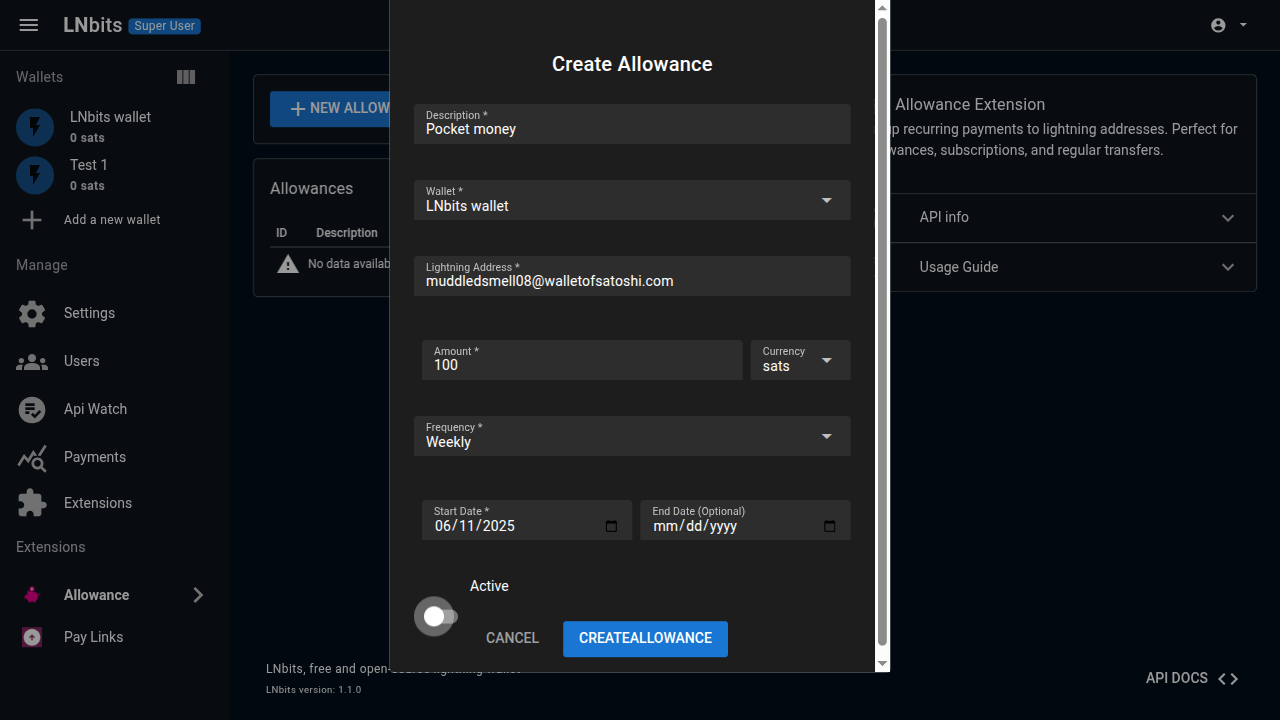 LNbits Super User
Wallets
LNbits wallet
0 sats
Test 1
0 sats
Add a new wallet
Manage
Settings
Users
Api Watch
Payments
Extensions
Extensions
Allowance
Pay Links
NEW ALLOW
Allowances
ID Description
No data availab
Create Allowance
Description *
Pocket money
Wallet *
LNbits wallet
Lightning Address *
muddledsmell08@walletofsatoshi.com
Amount *
100
Currency
sats
Frequency *
Weekly
Start Date *
06/11/2025
End Date (Optional)
mm/dd/yyyy
Active
CANCEL
CREATEALLOWANCE
Allowance Extension
p recurring payments to lightning addresses. Perfect for
wances, subscriptions, and regular transfers.
API info
Usage Guide
LNbits, free and open-source lightning wallet
LNbits version: 1.1.0
API DOCS